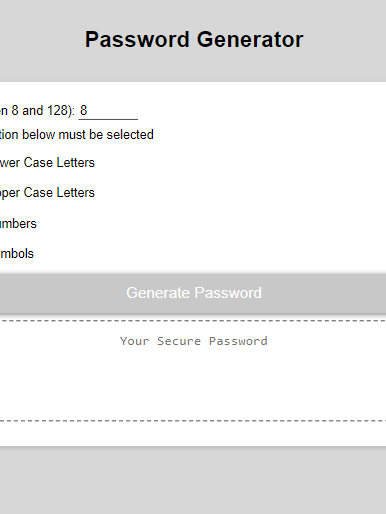 Password Generator
n 8 and 128): 8
tion below must be selected
wer Case Letters
per Case Letters
mbers
mbols
Generate Password
Your Secure Password